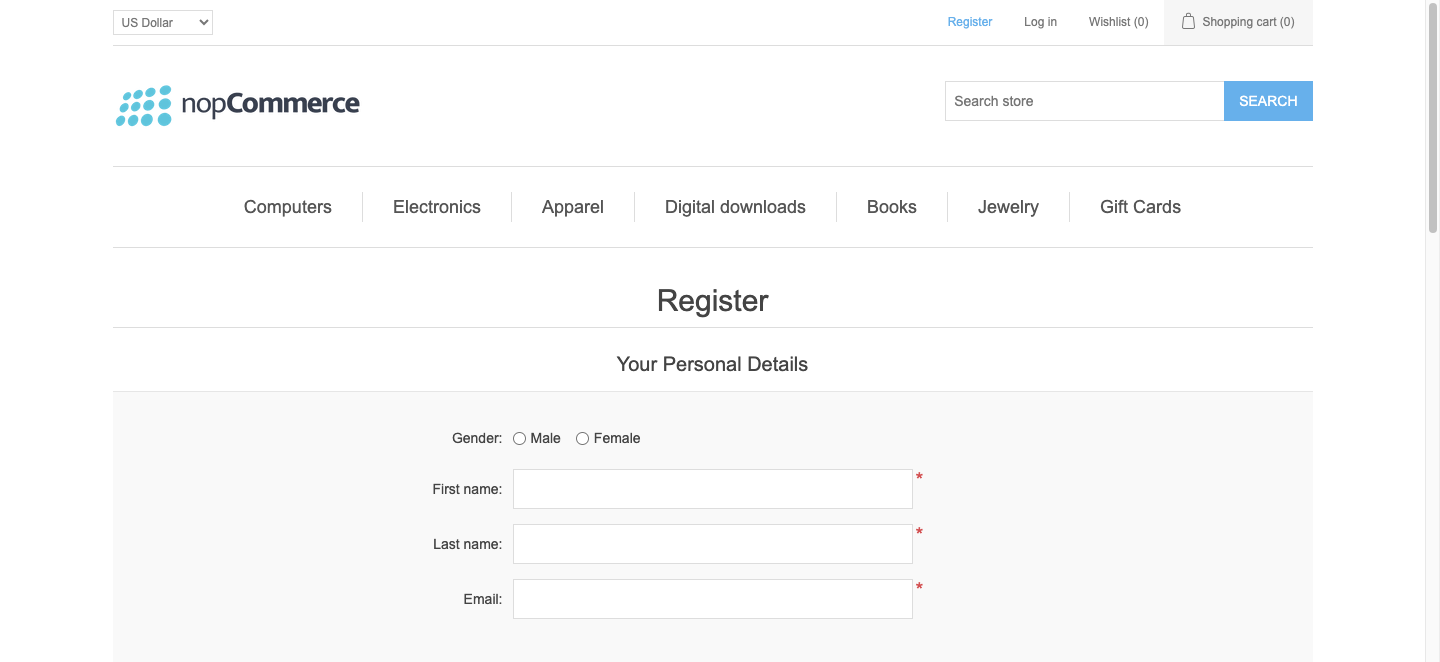 US Dollar
Register
Log in
Wishlist (0)
Shopping cart (0)
nopCommerce
Search store
SEARCH
Computers
Electronics
Apparel
Digital downloads
Books
Jewelry
Gift Cards
Register
Your Personal Details
Gender: Male Female
First name: *
Last name: *
Email: *